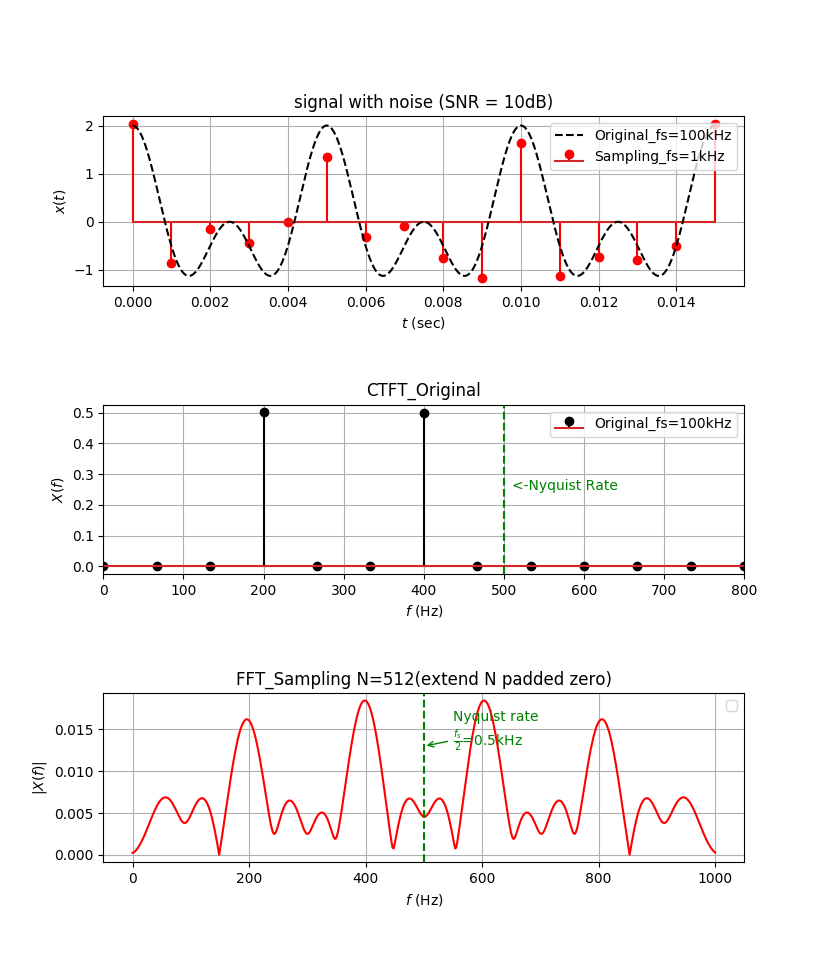 signal with noise (SNR = 10dB)
x(t)
2
1
0
−1
Original_fs=100kHz
Sampling_fs=1kHz
0.000 0.002 0.004 0.006 0.008 0.010 0.012 0.014
t (sec)
CTFT_Original
X(f)
0.5
0.4
0.3
0.2
0.1
0.0
Original_fs=100kHz
<-Nyquist Rate
0 100 200 300 400 500 600 700 800
f (Hz)
FFT_Sampling N=512(extend N padded zero)
|X(f)|
0.015
0.010
0.005
0.000
Nyquist rate
fs/2=0.5kHz
0 200 400 600 800 1000
f (Hz)